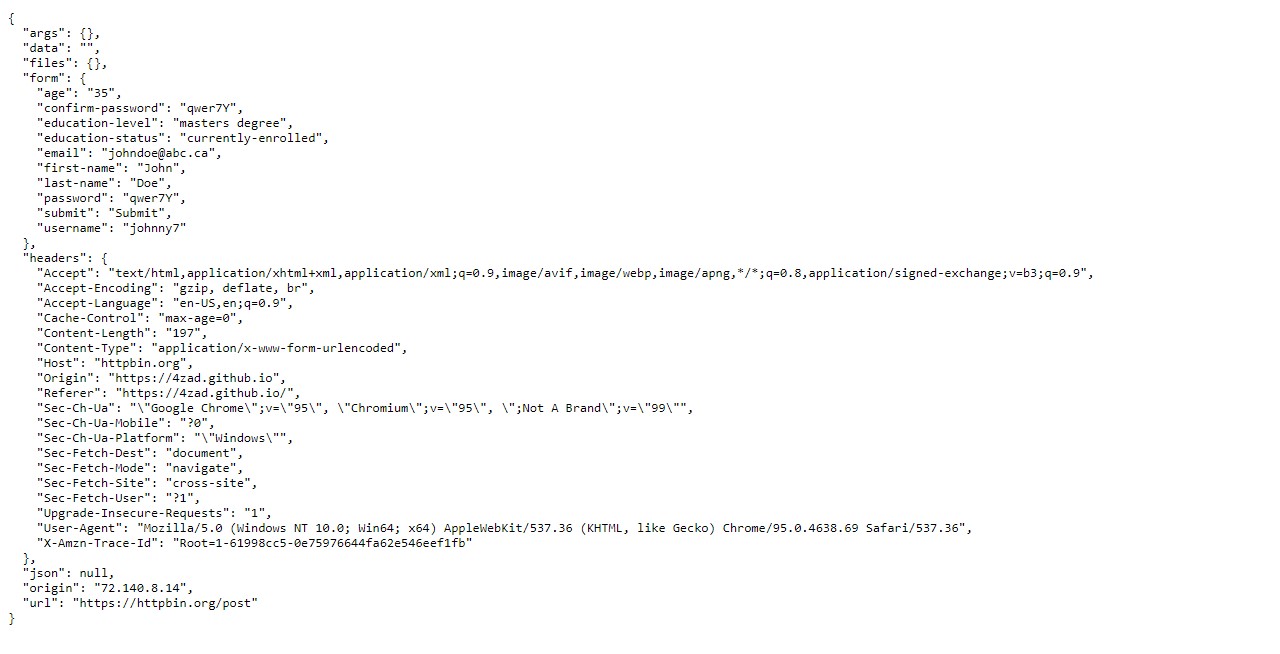 {
  "args": {},
  "data": "",
  "files": {},
  "form": {
    "age": "35",
    "confirm-password": "qwer7Y",
    "education-level": "masters degree",
    "education-status": "currently-enrolled",
    "email": "johndoe@abc.ca",
    "first-name": "John",
    "last-name": "Doe",
    "password": "qwer7Y",
    "submit": "Submit",
    "username": "johnny7"
  },
  "headers": {
    "Accept": "text/html,application/xhtml+xml,application/xml;q=0.9,image/avif,image/webp,image/apng,*/*;q=0.8,application/signed-exchange;v=b3;q=0.9",
    "Accept-Encoding": "gzip, deflate, br",
    "Accept-Language": "en-US,en;q=0.9",
    "Cache-Control": "max-age=0",
    "Content-Length": "197",
    "Content-Type": "application/x-www-form-urlencoded",
    "Host": "httpbin.org",
    "Origin": "https://4zad.github.io",
    "Referer": "https://4zad.github.io/",
    "Sec-Ch-Ua": "\"Google Chrome\";v=\"95\", \"Chromium\";v=\"95\", \";Not A Brand\";v=\"99\"",
    "Sec-Ch-Ua-Mobile": "?0",
    "Sec-Ch-Ua-Platform": "\"Windows\"",
    "Sec-Fetch-Dest": "document",
    "Sec-Fetch-Mode": "navigate",
    "Sec-Fetch-Site": "cross-site",
    "Sec-Fetch-User": "?1",
    "Upgrade-Insecure-Requests": "1",
    "User-Agent": "Mozilla/5.0 (Windows NT 10.0; Win64; x64) AppleWebKit/537.36 (KHTML, like Gecko) Chrome/95.0.4638.69 Safari/537.36",
    "X-Amzn-Trace-Id": "Root=1-61998cc5-0e75976644fa62e546eef1fb"
  },
  "json": null,
  "origin": "72.140.8.14",
  "url": "https://httpbin.org/post"
}